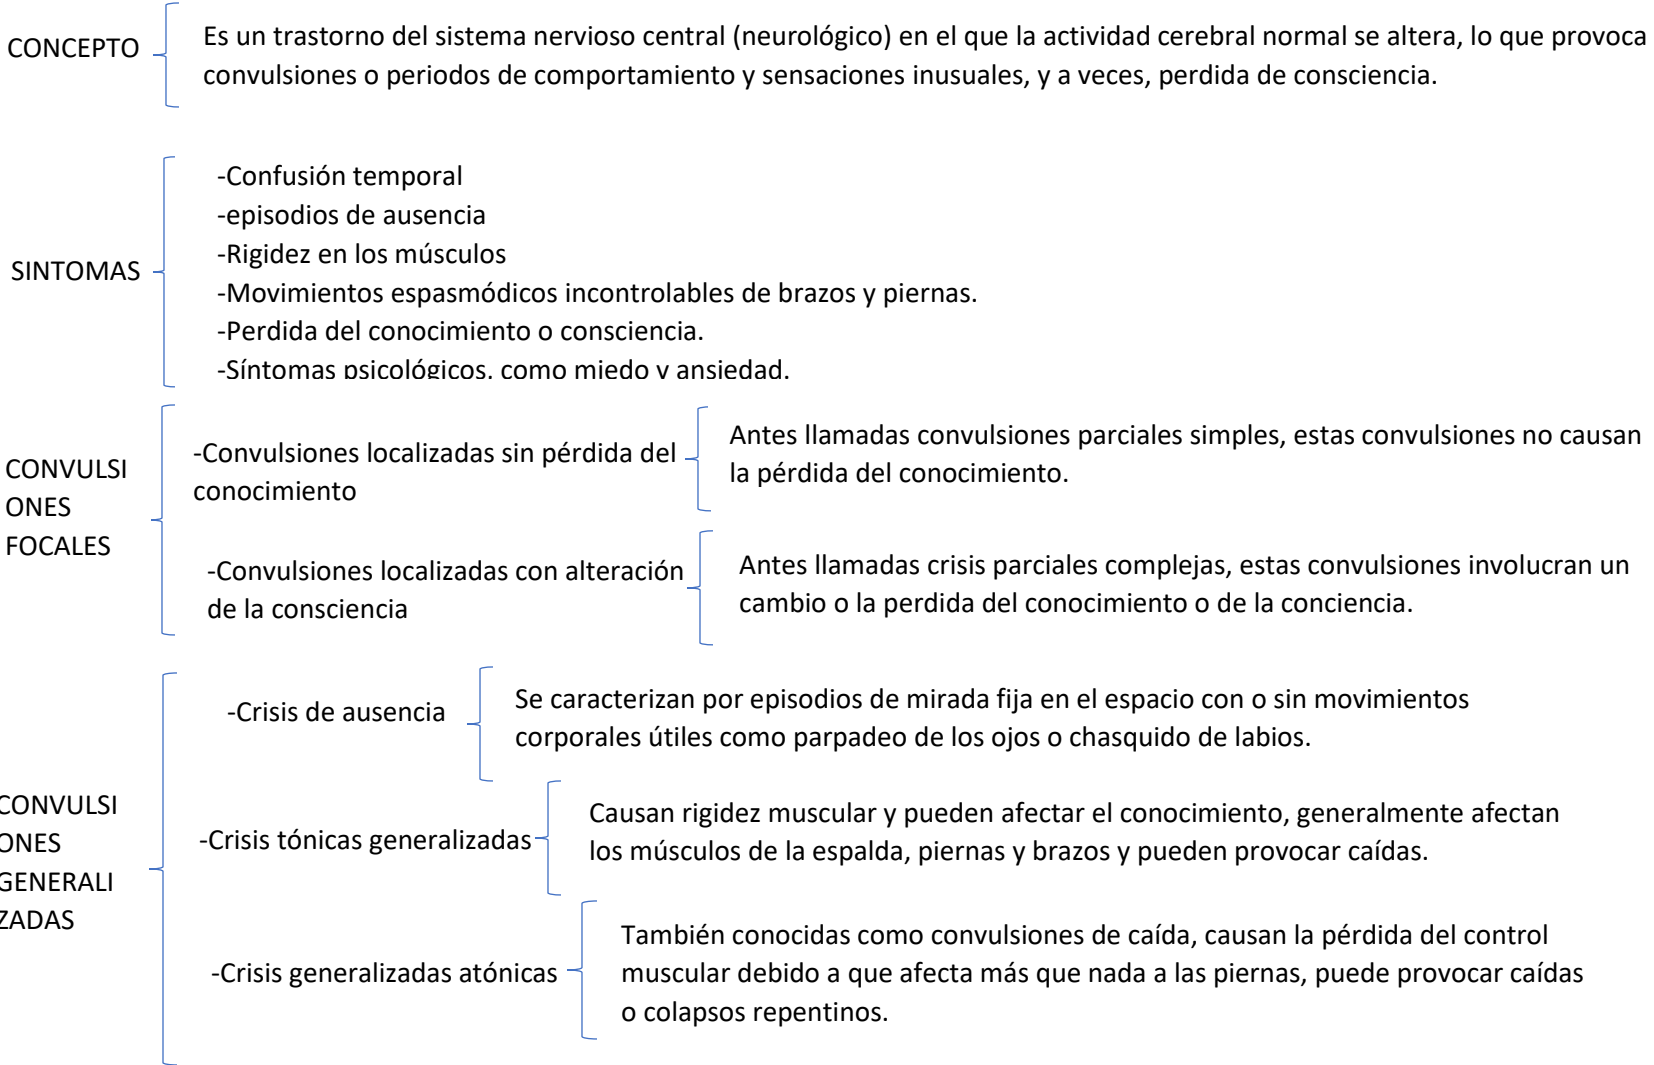 CONCEPTO
Es un trastorno del sistema nervioso central (neurológico) en el que la actividad cerebral normal se altera, lo que provoca
convulsiones o periodos de comportamiento y sensaciones inusuales, y a veces, perdida de consciencia.
SINTOMAS
-Confusión temporal
-episodios de ausencia
-Rigidez en los músculos
-Movimientos espasmódicos incontrolables de brazos y piernas.
-Perdida del conocimiento o consciencia.
-Síntomas psicológicos, como miedo y ansiedad.
CONVULSI
ONES
FOCALES
-Convulsiones localizadas sin pérdida del
conocimiento
Antes llamadas convulsiones parciales simples, estas convulsiones no causan
la pérdida del conocimiento.
-Convulsiones localizadas con alteración
de la consciencia
Antes llamadas crisis parciales complejas, estas convulsiones involucran un
cambio o la perdida del conocimiento o de la conciencia.
CONVULSI
ONES
GENERALI
ZADAS
-Crisis de ausencia
Se caracterizan por episodios de mirada fija en el espacio con o sin movimientos
corporales útiles como parpadeo de los ojos o chasquido de labios.
-Crisis tónicas generalizadas
Causan rigidez muscular y pueden afectar el conocimiento, generalmente afectan
los músculos de la espalda, piernas y brazos y pueden provocar caídas.
-Crisis generalizadas atónicas
También conocidas como convulsiones de caída, causan la pérdida del control
muscular debido a que afecta más que nada a las piernas, puede provocar caídas
o colapsos repentinos.